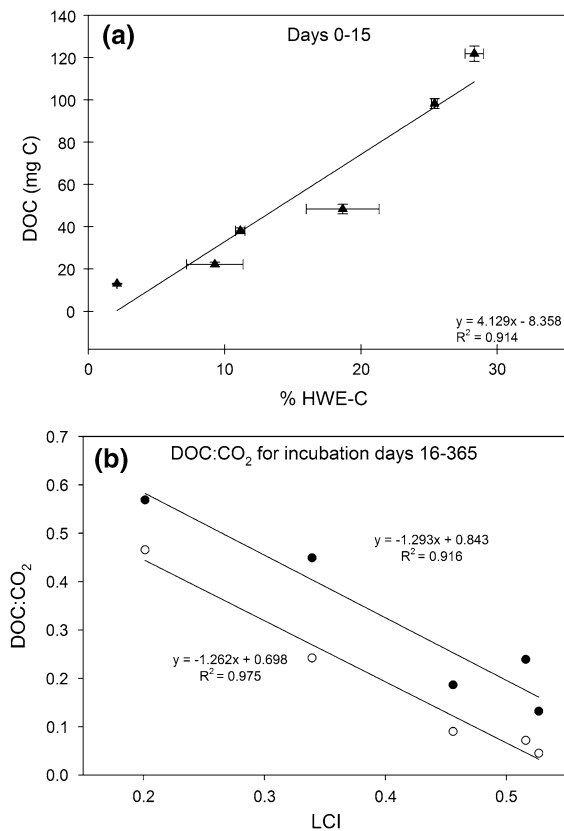 (a)
Days 0-15
140
120
100
80
60
40
20
0
DOC (mg C)
y = 4.129x - 8.358
R² = 0.914
0 10 20 30
% HWE-C
(b)
DOC:CO₂ for incubation days 16-365
0.7
0.6
0.5
0.4
0.3
0.2
0.1
0.0
DOC:CO₂
y = -1.293x + 0.843
R² = 0.916
y = -1.262x + 0.698
R² = 0.975
0.2 0.3 0.4 0.5
LCI